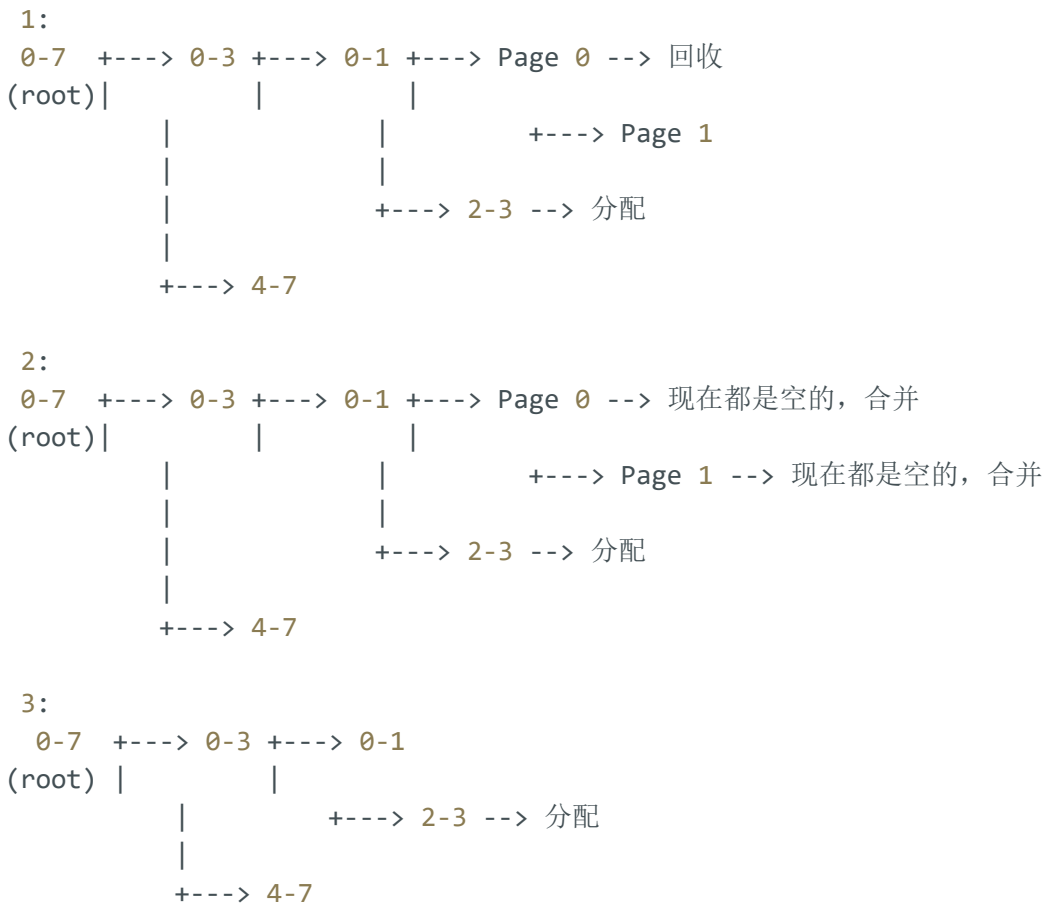 1:
0-7  +---> 0-3 +---> 0-1 +---> Page 0 --> 回收
(root)|         |         |
          |             |         +---> Page 1
          |             |
          |             +---> 2-3 --> 分配
          |
          +---> 4-7
2:
0-7  +---> 0-3 +---> 0-1 +---> Page 0 --> 现在都是空的，合并
(root)|         |         |
          |             |         +---> Page 1 --> 现在都是空的，合并
          |             |
          |             +---> 2-3 --> 分配
          |
          +---> 4-7
3:
0-7  +---> 0-3 +---> 0-1
(root) |         |
           |         +---> 2-3 --> 分配
           |
           +---> 4-7